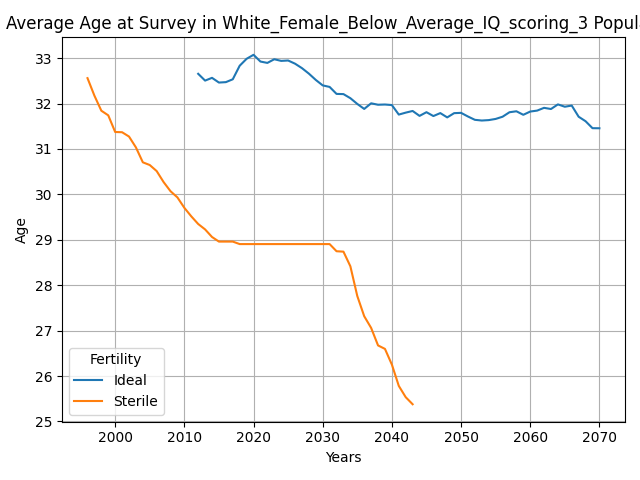 Average Age at Survey in White_Female_Below_Average_IQ_scoring_3 Popul
33
32
31
30
29
28
27
26
25
Age
Fertility
Ideal
Sterile
2000 2010 2020 2030 2040 2050 2060 2070
Years